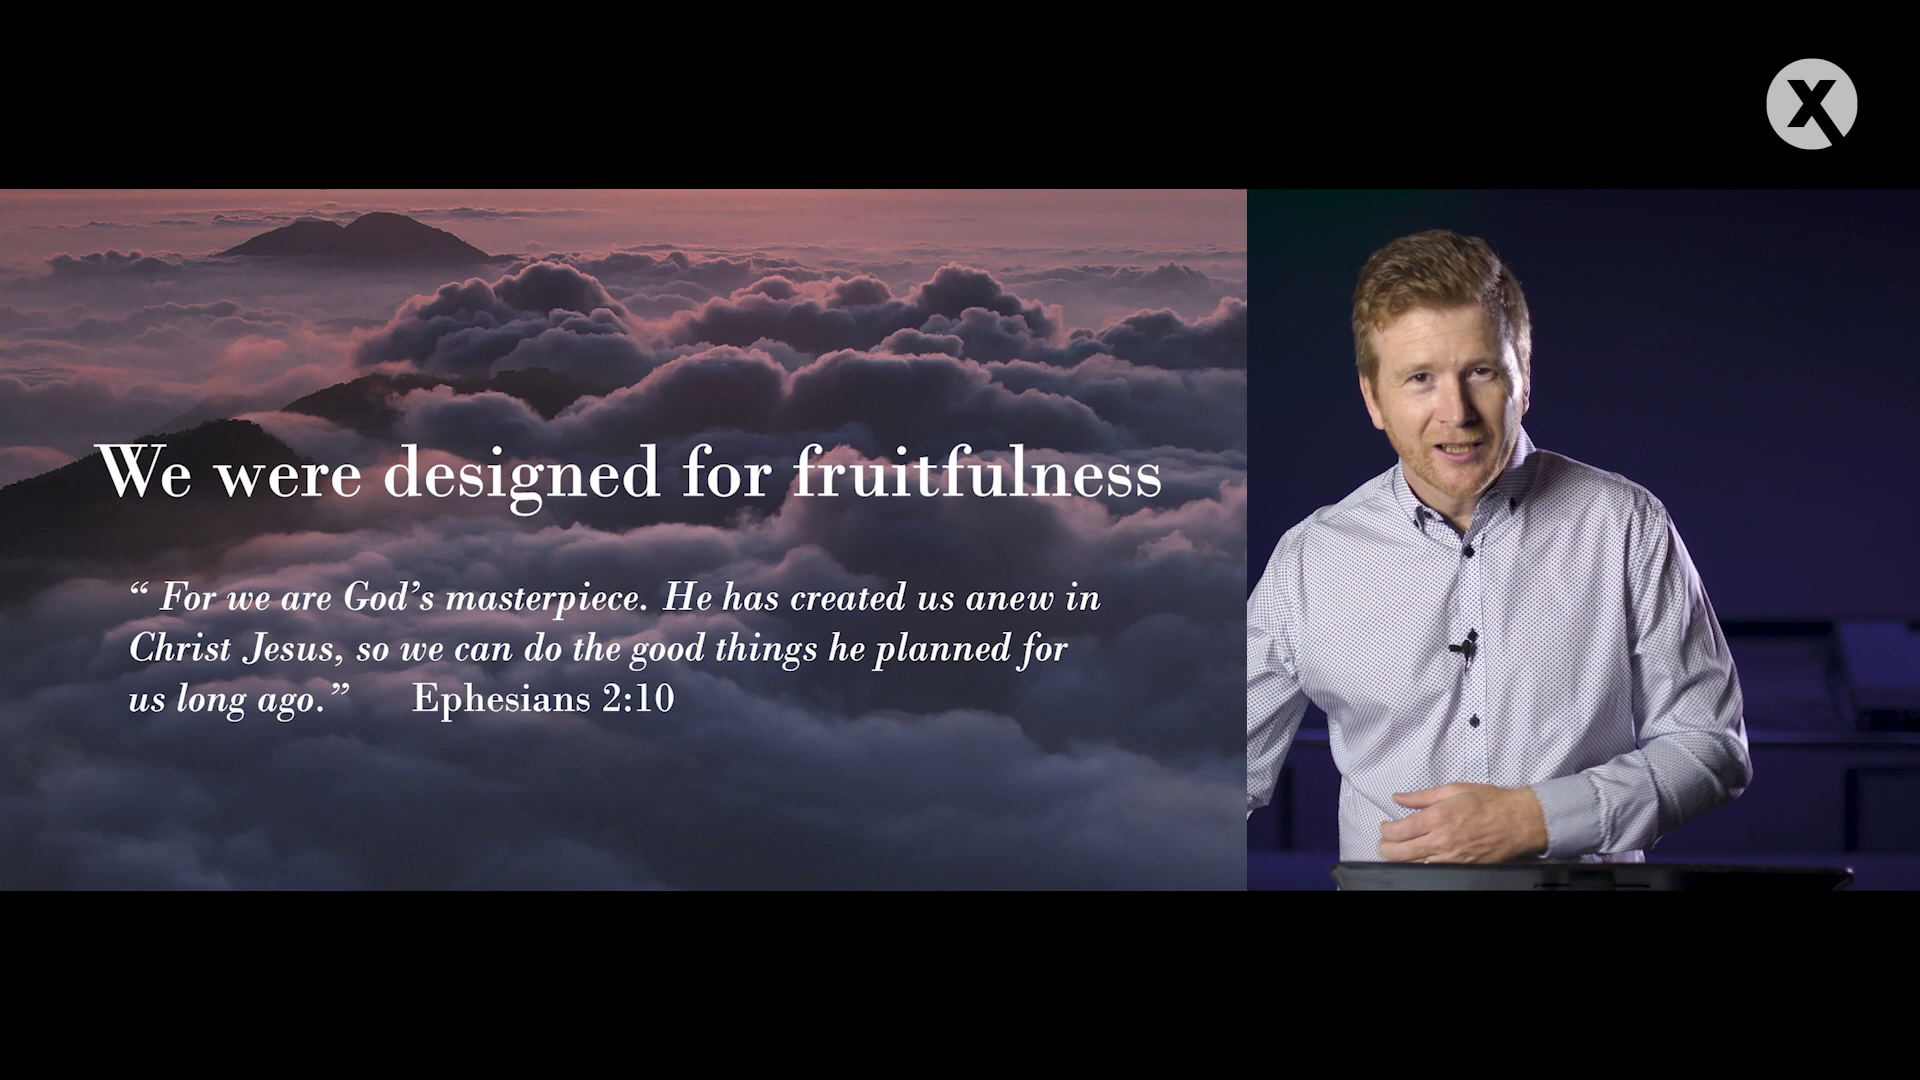 X
We were designed for fruitfulness
“ For we are God’s masterpiece. He has created us anew in
Christ Jesus, so we can do the good things he planned for
us long ago.” Ephesians 2:10